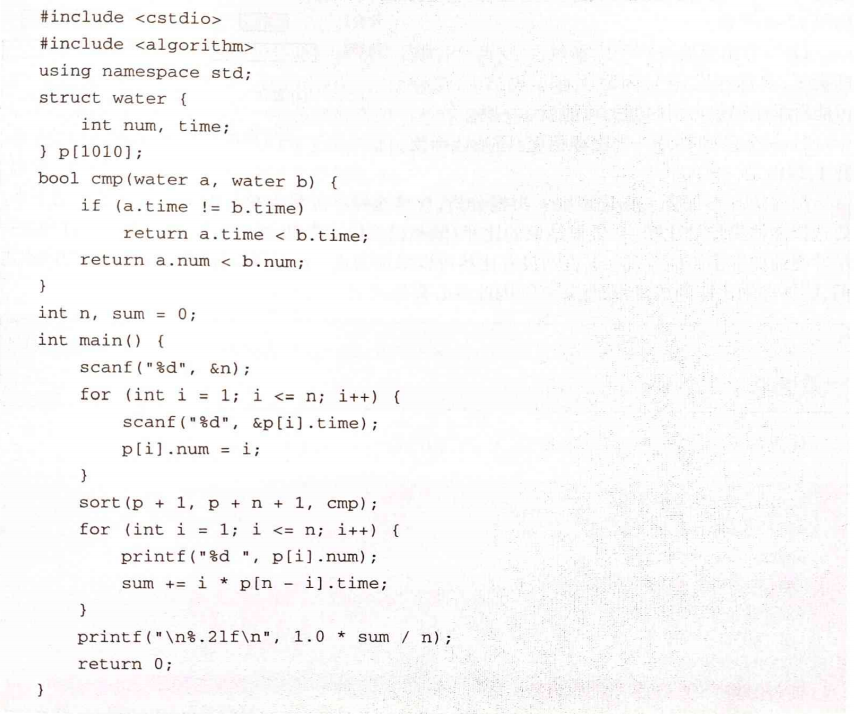 #include <cstdio>
#include <algorithm>
using namespace std;
struct water {
    int num, time;
} p[1010];
bool cmp(water a, water b) {
    if (a.time != b.time)
        return a.time < b.time;
    return a.num < b.num;
}
int n, sum = 0;
int main() {
    scanf("%d", &n);
    for (int i = 1; i <= n; i++) {
        scanf("%d", &p[i].time);
        p[i].num = i;
    }
    sort(p + 1, p + n + 1, cmp);
    for (int i = 1; i <= n; i++) {
        printf("%d ", p[i].num);
        sum += i * p[n - i].time;
    }
    printf("\n%.2lf\n", 1.0 * sum / n);
    return 0;
}